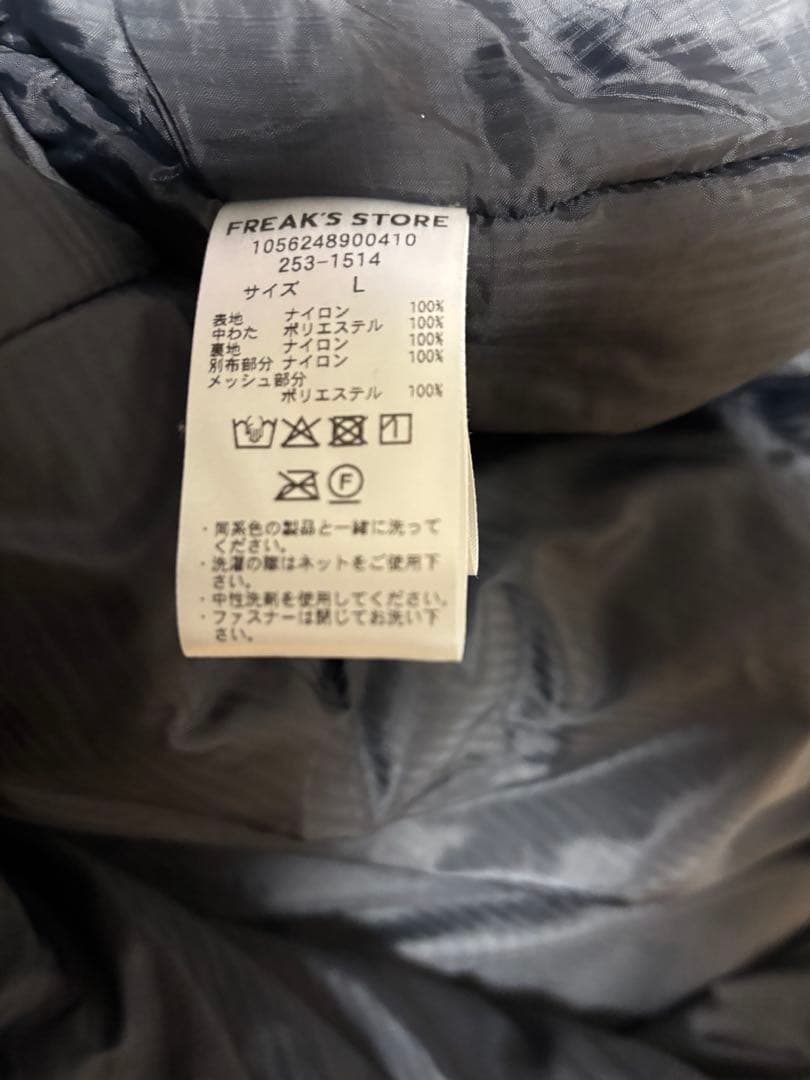 FREAK'S STORE
1056248900410
253-1514
サイズ L
表地 ナイロン 100%
中わた ポリエステル 100%
裏地 ナイロン 100%
別布部分 ナイロン 100%
メッシュ部分
ポリエステル 100%
F
・同系色の製品と一緒に洗って
ください。
・洗濯の際はネットをご使用下
さい。
・中性洗剤を使用してください。
・ファスナーは閉じてお洗い下
さい。